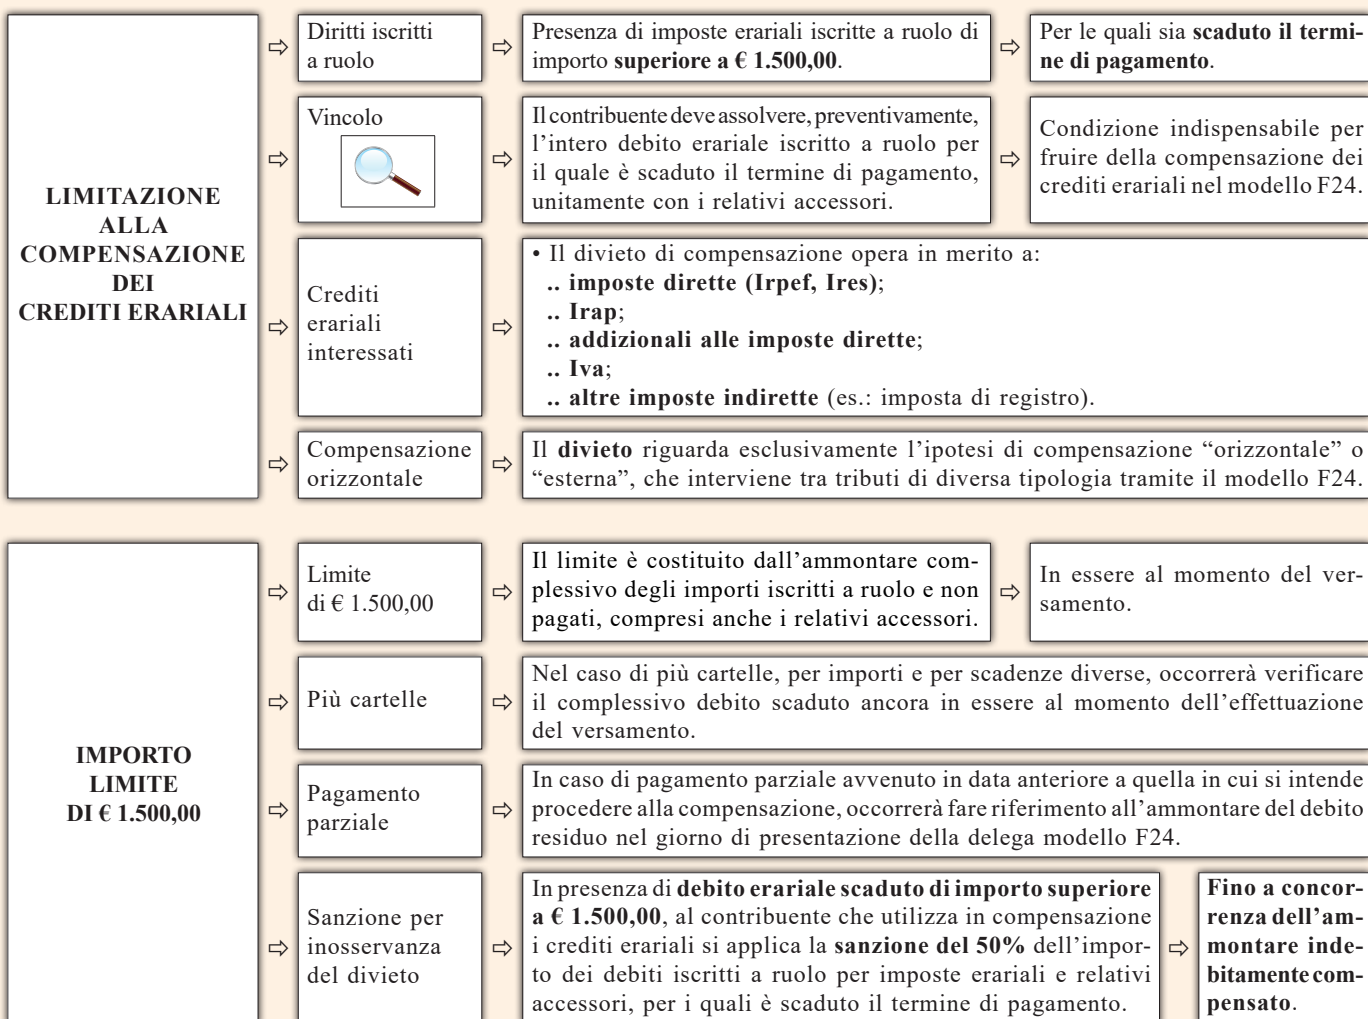 LIMITAZIONE
ALLA
COMPENSAZIONE
DEI
CREDITI ERARIALI
Diritti iscritti
a ruolo
Presenza di imposte erariali iscritte a ruolo di
importo superiore a € 1.500,00.
Per le quali sia scaduto il termi-
ne di pagamento.
Vincolo
Il contribuente deve assolvere, preventivamente,
l’intero debito erariale iscritto a ruolo per
il quale è scaduto il termine di pagamento,
unitamente con i relativi accessori.
Condizione indispensabile per
fruire della compensazione dei
crediti erariali nel modello F24.
Crediti
erariali
interessati
• Il divieto di compensazione opera in merito a:
.. imposte dirette (Irpef, Ires);
.. Irap;
.. addizionali alle imposte dirette;
.. Iva;
.. altre imposte indirette (es.: imposta di registro).
Compensazione
orizzontale
Il divieto riguarda esclusivamente l’ipotesi di compensazione “orizzontale” o
“esterna”, che interviene tra tributi di diversa tipologia tramite il modello F24.
IMPORTO
LIMITE
DI € 1.500,00
Limite
di € 1.500,00
Il limite è costituito dall’ammontare com-
plessivo degli importi iscritti a ruolo e non
pagati, compresi anche i relativi accessori.
In essere al momento del ver-
samento.
Più cartelle
Nel caso di più cartelle, per importi e per scadenze diverse, occorrerà verificare
il complessivo debito scaduto ancora in essere al momento dell’effettuazione
del versamento.
Pagamento
parziale
In caso di pagamento parziale avvenuto in data anteriore a quella in cui si intende
procedere alla compensazione, occorrerà fare riferimento all’ammontare del debito
residuo nel giorno di presentazione della delega modello F24.
Sanzione per
inosservanza
del divieto
In presenza di debito erariale scaduto di importo superiore
a € 1.500,00, al contribuente che utilizza in compensazione
i crediti erariali si applica la sanzione del 50% dell’impor-
to dei debiti iscritti a ruolo per imposte erariali e relativi
accessori, per i quali è scaduto il termine di pagamento.
Fino a concor-
renza dell’am-
montare inde-
bitamente com-
pensato.